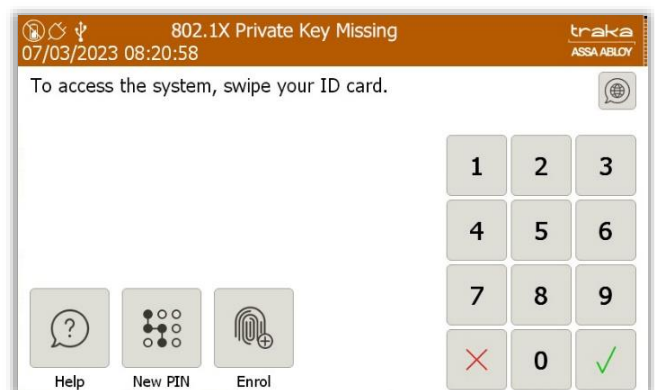 802.1X Private Key Missing
traka
07/03/2023 08:20:58
ASSA ABLOY
To access the system, swipe your ID card.
1 2 3
4 5 6
7 8 9
0
Help New PIN Enrol